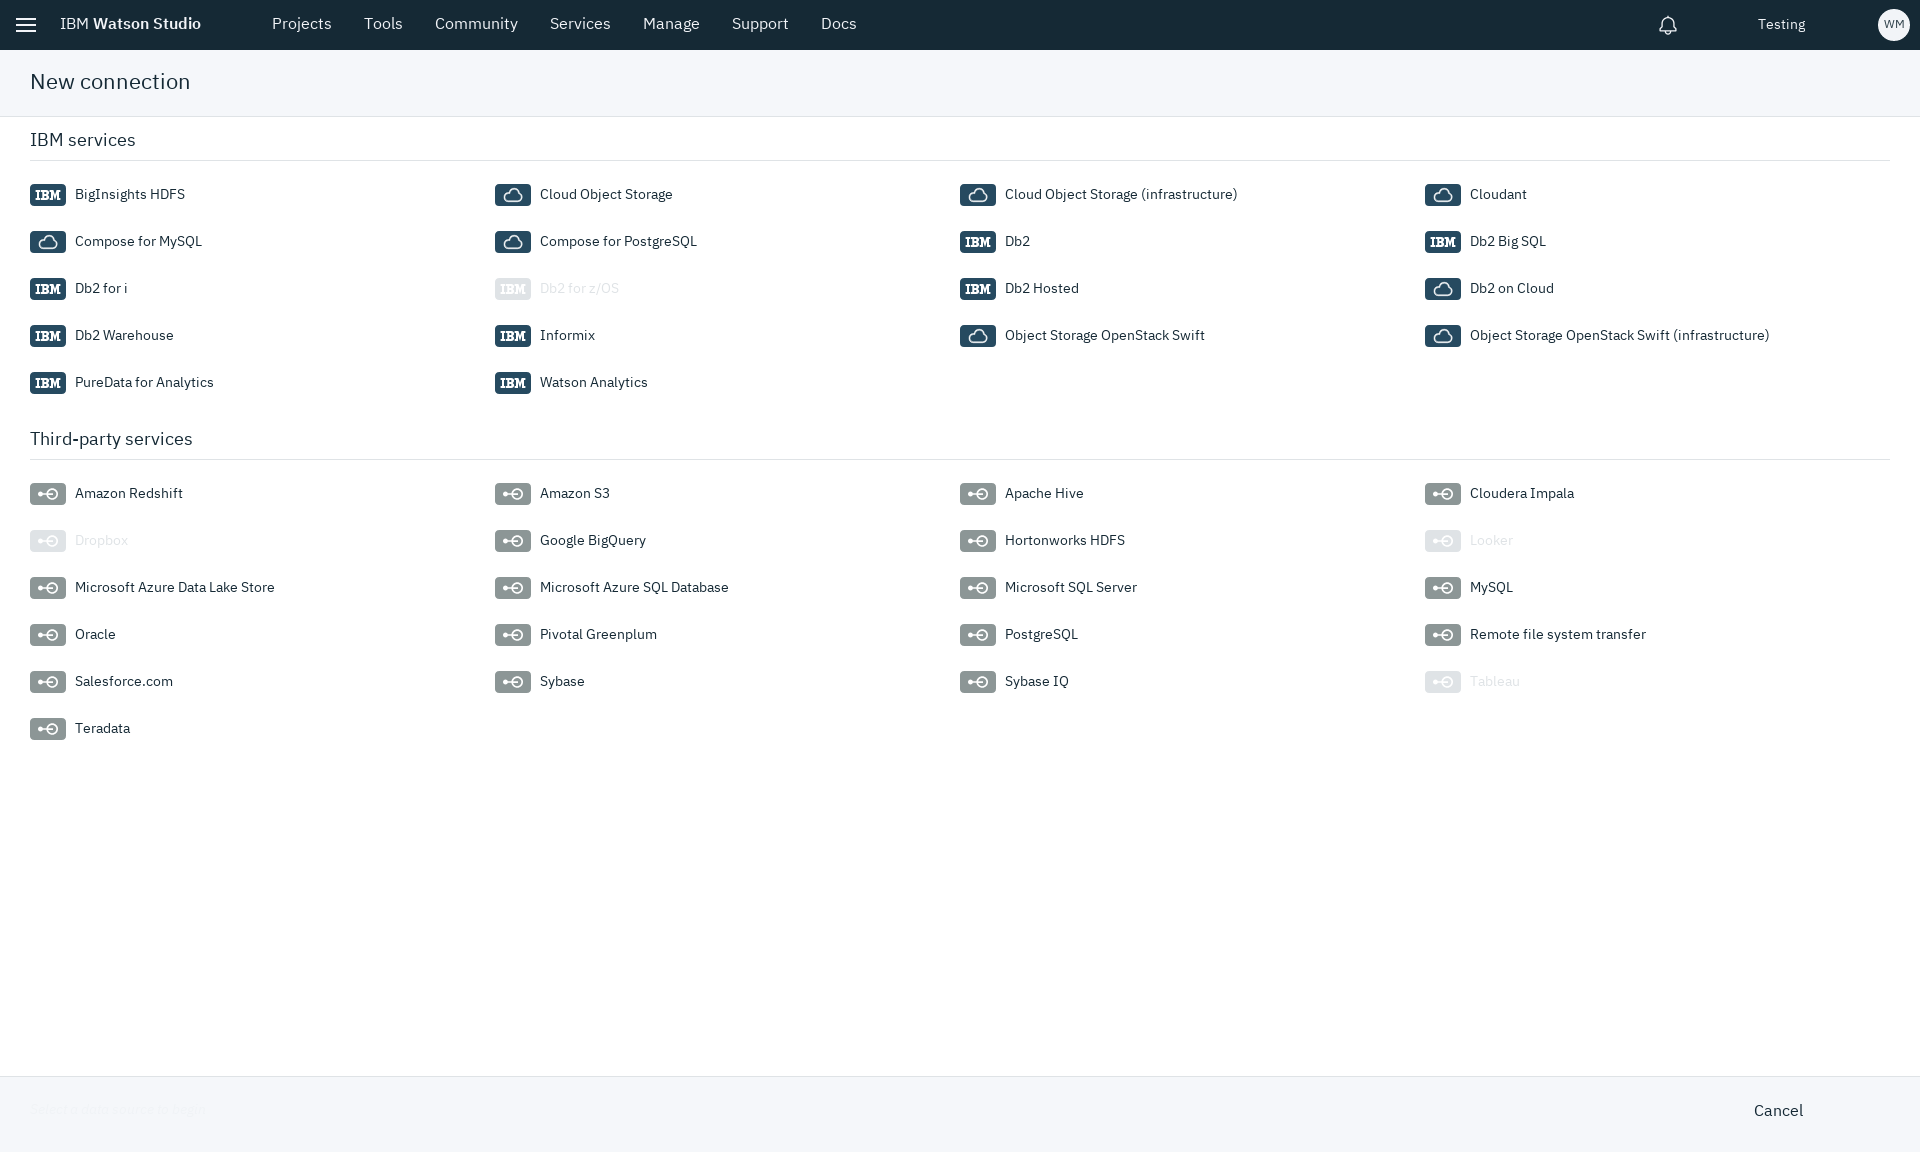 IBM Watson Studio Projects Tools Community Services Manage Support Docs Testing WM
New connection
IBM services
IBM BigInsights HDFS Cloud Object Storage Cloud Object Storage (infrastructure) Cloudant
Compose for MySQL Compose for PostgreSQL IBM Db2 IBM Db2 Big SQL
IBM Db2 for i IBM Db2 for z/OS IBM Db2 Hosted Db2 on Cloud
IBM Db2 Warehouse IBM Informix Object Storage OpenStack Swift Object Storage OpenStack Swift (infrastructure)
IBM PureData for Analytics IBM Watson Analytics
Third-party services
Amazon Redshift Amazon S3 Apache Hive Cloudera Impala
Dropbox Google BigQuery Hortonworks HDFS Looker
Microsoft Azure Data Lake Store Microsoft Azure SQL Database Microsoft SQL Server MySQL
Oracle Pivotal Greenplum PostgreSQL Remote file system transfer
Salesforce.com Sybase Sybase IQ Tableau
Teradata
Cancel